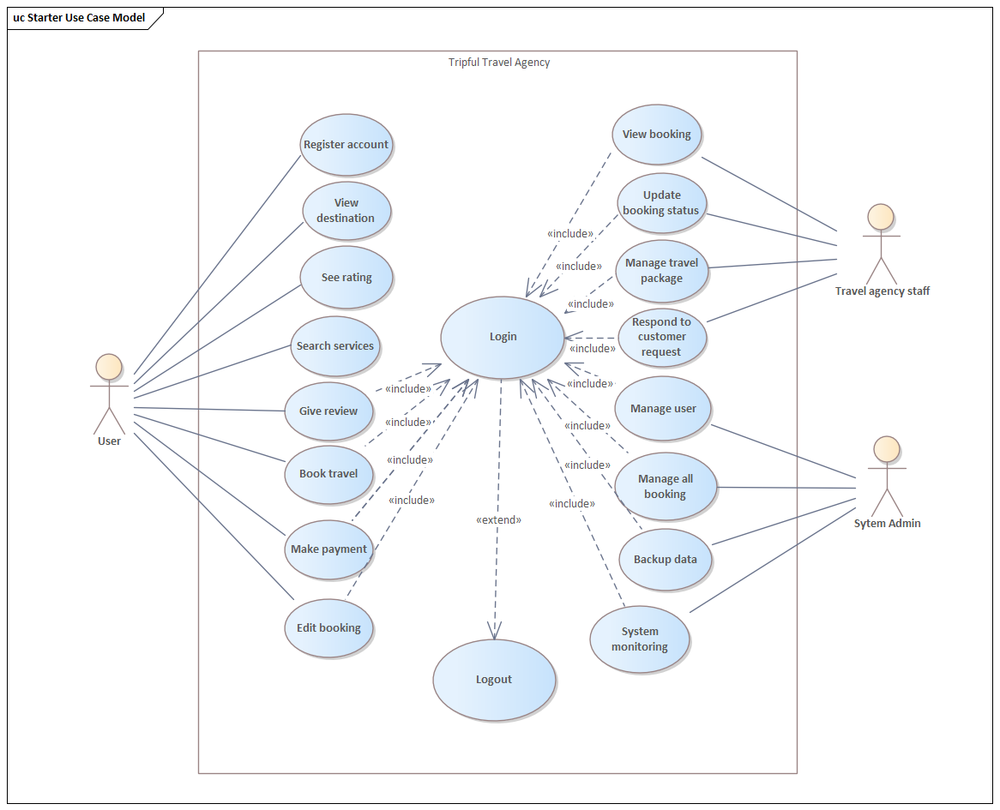 uc Starter Use Case Model
Tripful Travel Agency
Register account
View
destination
See rating
Search services
Give review
Book travel
Make payment
Edit booking
User
Login
Logout
«include»
«include»
«include»
«include»
«include»
«include»
«include»
«include»
«include»
«include»
«include»
«include»
«extend»
View booking
Update
booking status
Manage travel
package
Respond to
customer
request
Manage user
Manage all
booking
Backup data
System
monitoring
Travel agency staff
Sytem Admin